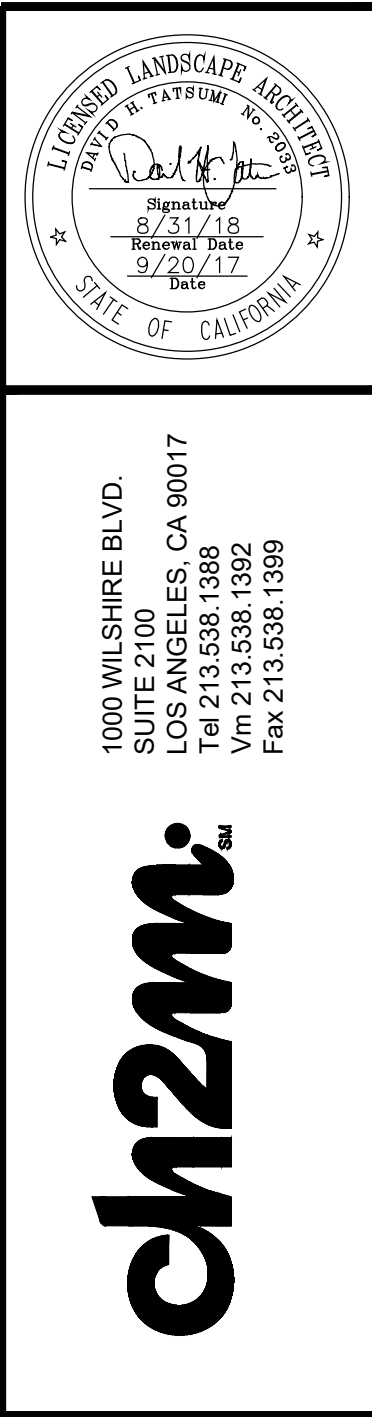 LICENSED LANDSCAPE ARCHITECT
DAVID H. TATSUMI No. 2033
Signature
8/31/18
Renewal Date
9/20/17
Date
STATE OF CALIFORNIA
1000 WILSHIRE BLVD.
SUITE 2100
LOS ANGELES, CA 90017
Tel 213.538.1388
Vm 213.538.1392
Fax 213.538.1399
ch2m.
SM